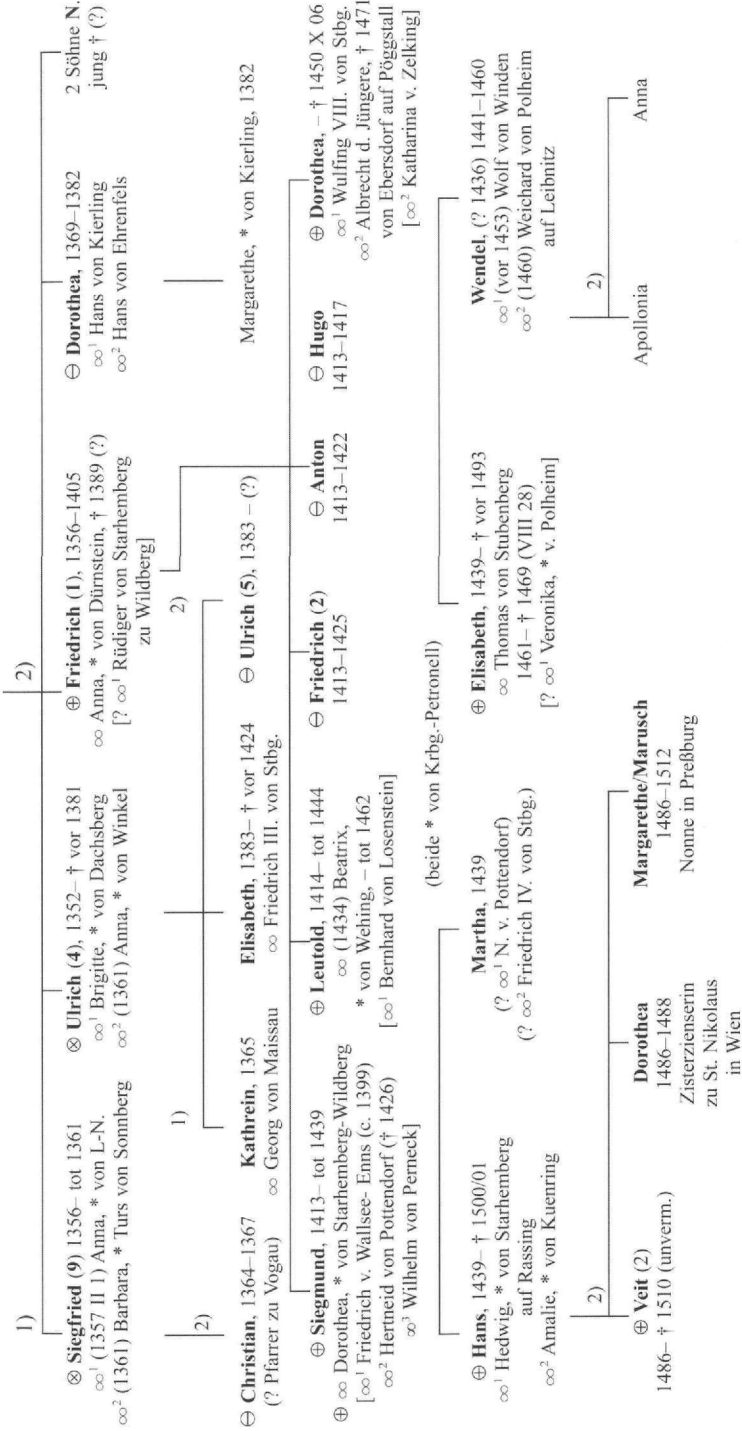 1)
2)
⊗ Siegfried (9) 1356– tot 1361
∞¹ (1357 II 1) Anna, * von L-N.
∞² (1361) Barbara, * Turs von Sonnberg
⊗ Ulrich (4), 1352– † vor 1381
∞¹ Brigitte, * von Dachsberg
∞² (1361) Anna, * von Winkel
⊕ Friedrich (1), 1356–1405
∞ Anna, * von Dürnstein, † 1389 (?)
[? ∞¹ Rüdiger von Starhemberg
zu Wildberg]
⊕ Dorothea, 1369–1382
∞¹ Hans von Kierling
∞² Hans von Ehrenfels
2 Söhne N.
jung † (?)
2)
1)
2)
⊖ Christian, 1364–1367
(? Pfarrer zu Vogau)
Kathrein, 1365
∞ Georg von Maissau
Elisabeth, 1383– † vor 1424
∞ Friedrich III. von Stbg.
⊖ Ulrich (5), 1383 – (?)
Margarethe, * von Kierling, 1382
⊕ Siegmund, 1413– tot 1439
⊕ ∞ Dorothea, * von Starhemberg-Wildberg
[∞¹ Friedrich v. Wallsee- Enns (c. 1399)
∞² Hertneid von Pottendorf († 1426)
∞³ Wilhelm von Perneck]
⊕ Leutold, 1414– tot 1444
∞ (1434) Beatrix,
* von Wehing, – tot 1462
[∞¹ Bernhard von Losenstein]
⊖ Friedrich (2)
1413–1425
⊖ Anton
1413–1422
⊖ Hugo
1413–1417
⊕ Dorothea, – † 1450 X 06
∞¹ Wulfing VIII. von Stbg.
∞² Albrecht d. Jüngere, † 1471
von Ebersdorf auf Pöggstall
[∞² Katharina v. Zelking]
(beide * von Krbg.-Petronell)
⊕ Hans, 1439– † 1500/01
∞¹ Hedwig, * von Starhemberg
auf Rassing
∞² Amalie, * von Kuenring
Martha, 1439
(? ∞¹ N. v. Pottendorf)
(? ∞² Friedrich IV. von Stbg.)
⊕ Elisabeth, 1439– † vor 1493
∞ Thomas von Stubenberg
1461– † 1469 (VIII 28)
[? ∞¹ Veronika, * v. Polheim]
Wendel, (? 1436) 1441–1460
∞¹ (vor 1453) Wolf von Winden
∞² (1460) Weichard von Polheim
auf Leibnitz
2)
2)
⊕ Veit (2)
1486– † 1510 (unverm.)
Dorothea
1486–1488
Zisterzienserin
zu St. Nikolaus
in Wien
Margarethe/Marusch
1486–1512
Nonne in Preßburg
Apollonia
Anna